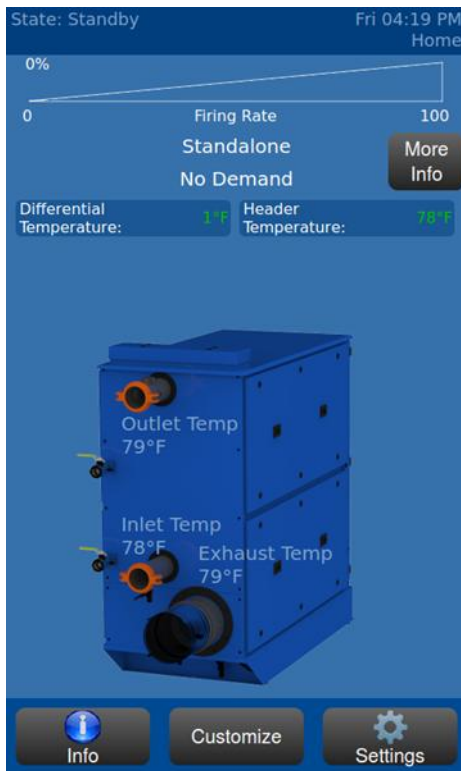 State: Standby
Fri 04:19 PM
Home
0%
0
Firing Rate
100
Standalone
No Demand
More
Info
Differential
Temperature:
1°F
Header
Temperature:
78°F
Outlet Temp
79°F
Inlet Temp
78°F
Exhaust Temp
79°F
Info
Customize
Settings